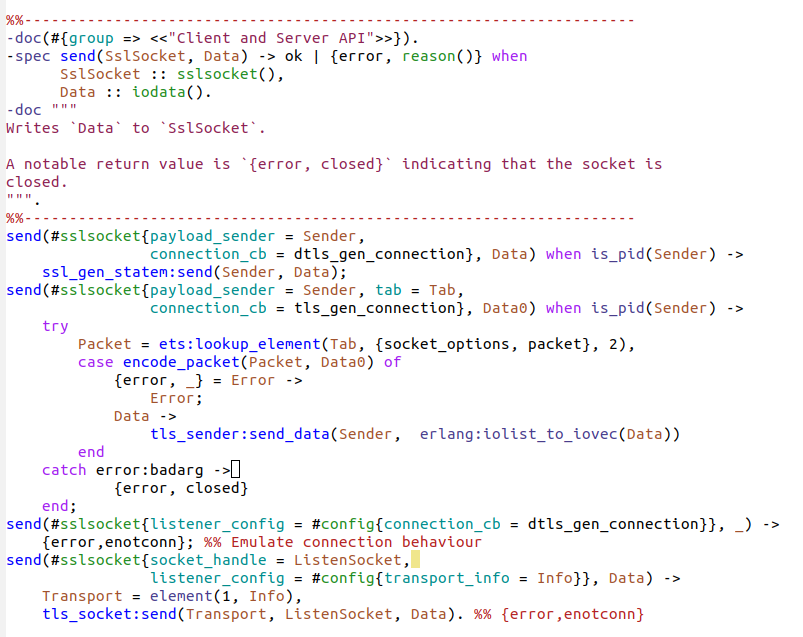 %%--------------------------------------------------------------------
-doc(#{group => <<"Client and Server API">>}).
-spec send(SslSocket, Data) -> ok | {error, reason()} when
      SslSocket :: sslsocket(),
      Data :: iodata().
-doc """
Writes `Data` to `SslSocket`.

A notable return value is `{error, closed}` indicating that the socket is
closed.
""".
%%--------------------------------------------------------------------
send(#sslsocket{payload_sender = Sender,
                connection_cb = dtls_gen_connection}, Data) when is_pid(Sender) ->
    ssl_gen_statem:send(Sender, Data);
send(#sslsocket{payload_sender = Sender, tab = Tab,
                connection_cb = tls_gen_connection}, Data0) when is_pid(Sender) ->
    try
        Packet = ets:lookup_element(Tab, {socket_options, packet}, 2),
        case encode_packet(Packet, Data0) of
            {error, _} = Error ->
                Error;
            Data ->
                tls_sender:send_data(Sender,  erlang:iolist_to_iovec(Data))
        end
    catch error:badarg ->
            {error, closed}
    end;
send(#sslsocket{listener_config = #config{connection_cb = dtls_gen_connection}}, _) ->
    {error,enotconn}; %% Emulate connection behaviour
send(#sslsocket{socket_handle = ListenSocket,
                listener_config = #config{transport_info = Info}}, Data) ->
    Transport = element(1, Info),
    tls_socket:send(Transport, ListenSocket, Data). %% {error,enotconn}